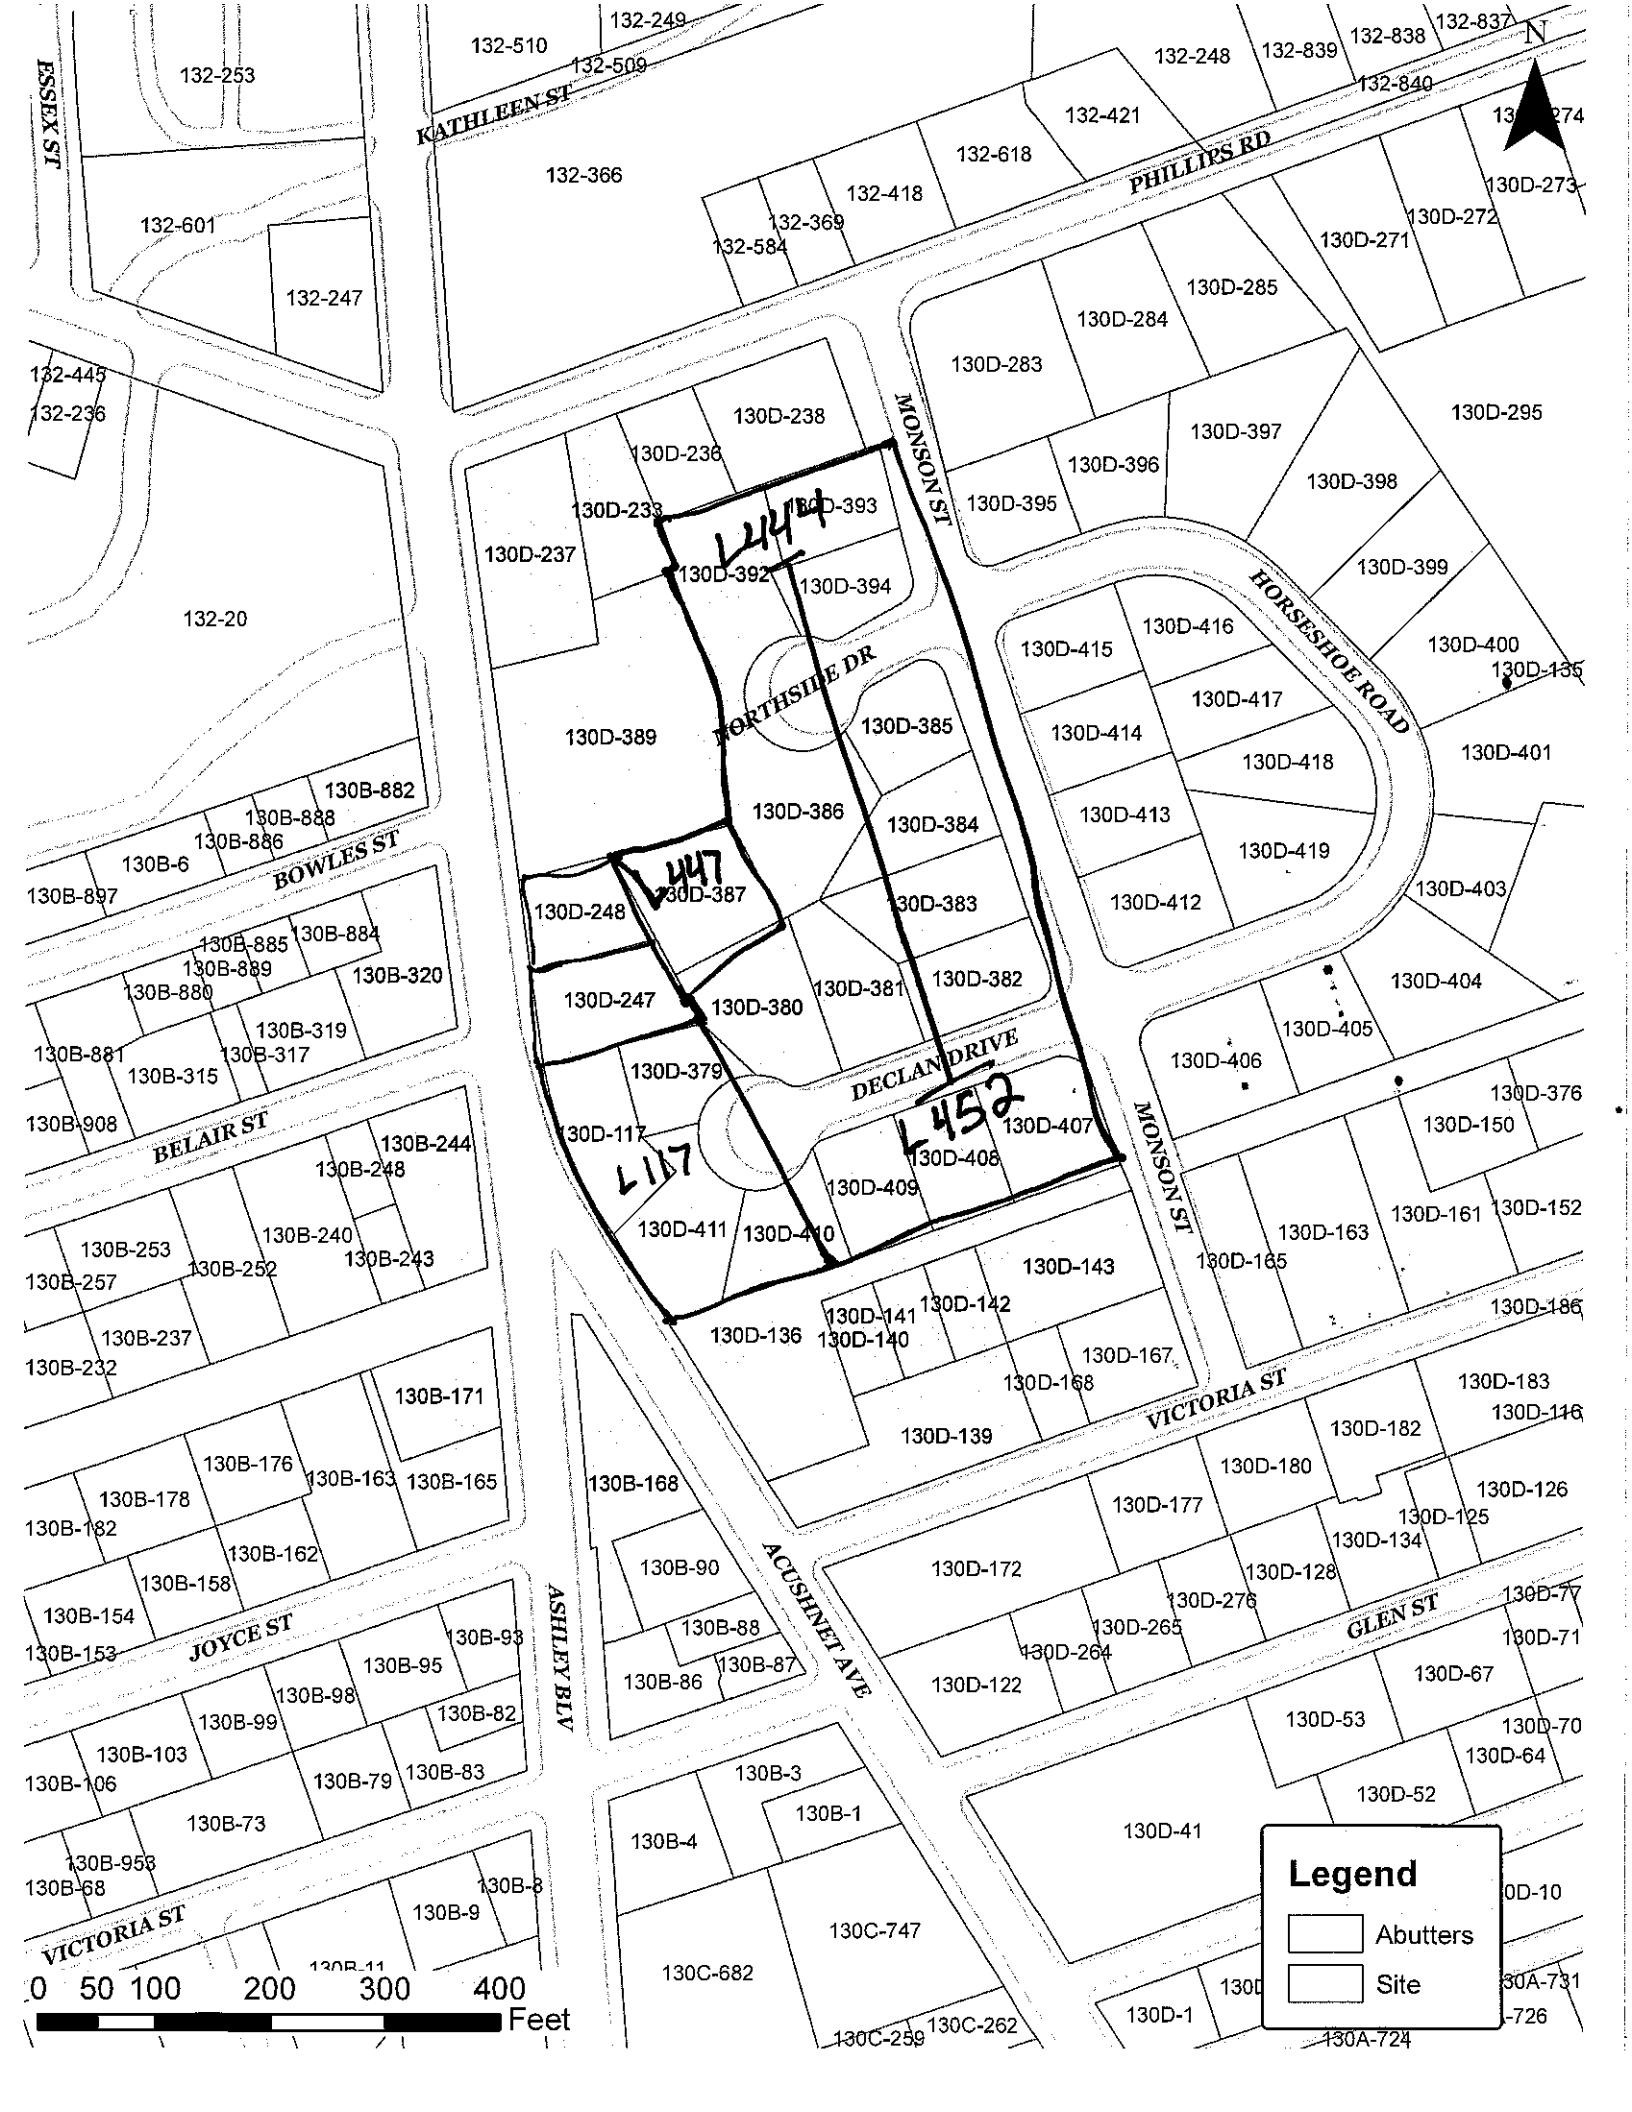 132-249
132-837
N
132-510
132-838
132-839
132-248
132-509
132-253
132-840
ESSEX ST
KATHLEEN ST
132-421
PHILLIPS RD
132-618
132-366
132-418
130D-273
132-369
130D-272
132-601
132-584
130D-271
132-247
130D-285
130D-284
130D-283
132-445
132-236
130D-238
MONSON ST
130D-295
130D-397
130D-236
130D-396
130D-398
130D-233
130D-393
130D-395
L444
130D-237
130D-392
130D-394
130D-399
HORSESHOE ROAD
132-20
130D-416
130D-415
130D-400
130D-135
NORTHSIDE DR
130D-417
130D-385
130D-414
130D-389
130D-401
130D-418
130B-882
130D-386
130D-413
130B-888
130D-384
130B-886
BOWLES ST
130D-419
130B-6
L447
130D-387
130D-403
130B-897
130D-383
130D-412
130D-248
130B-884
130B-885
130B-889
130B-320
130D-382
130D-404
130B-880
130D-381
130D-247
130D-380
130B-319
130D-405
130B-881
130B-317
DECLAN DRIVE
130D-406
130B-315
130D-379
130D-376
L452
130B-908
130D-150
BELAIR ST
130D-407
130D-117
130B-244
MONSON ST
L117
130D-408
130B-248
130D-409
130D-161
130D-152
130D-411
130D-410
130D-163
130B-240
130B-253
130B-243
130D-165
130B-252
130D-143
130B-257
130D-142
130D-186
130D-141
130D-136
130D-140
130B-237
130D-167
130B-232
130D-168
130D-183
VICTORIA ST
130B-171
130D-116
130D-182
130D-139
130B-176
130D-180
130B-163
130B-165
130B-168
130D-126
130B-178
130D-177
130D-125
130B-182
130D-134
130B-162
130B-90
130D-172
130D-128
ACUSHNET AVE
130B-158
130D-77
130D-276
130B-154
GLEN ST
ASHLEY BLV
130B-88
130D-265
JOYCE ST
130B-93
130D-71
130B-153
130D-264
130B-95
130B-87
130D-67
130B-86
130D-122
130B-98
130B-82
130D-53
130B-99
130D-70
130B-103
130D-64
130B-3
130B-83
130B-106
130B-79
130D-52
130B-1
130B-73
130D-41
130B-4
130B-953
Legend
130B-68
130B-8
0D-10
130B-9
VICTORIA ST
130C-747
Abutters
130B-11
130C-682
Site
30A-731
0 50 100 200 300 400
Feet
130D-1
-726
130C-262
130C-259
130A-724